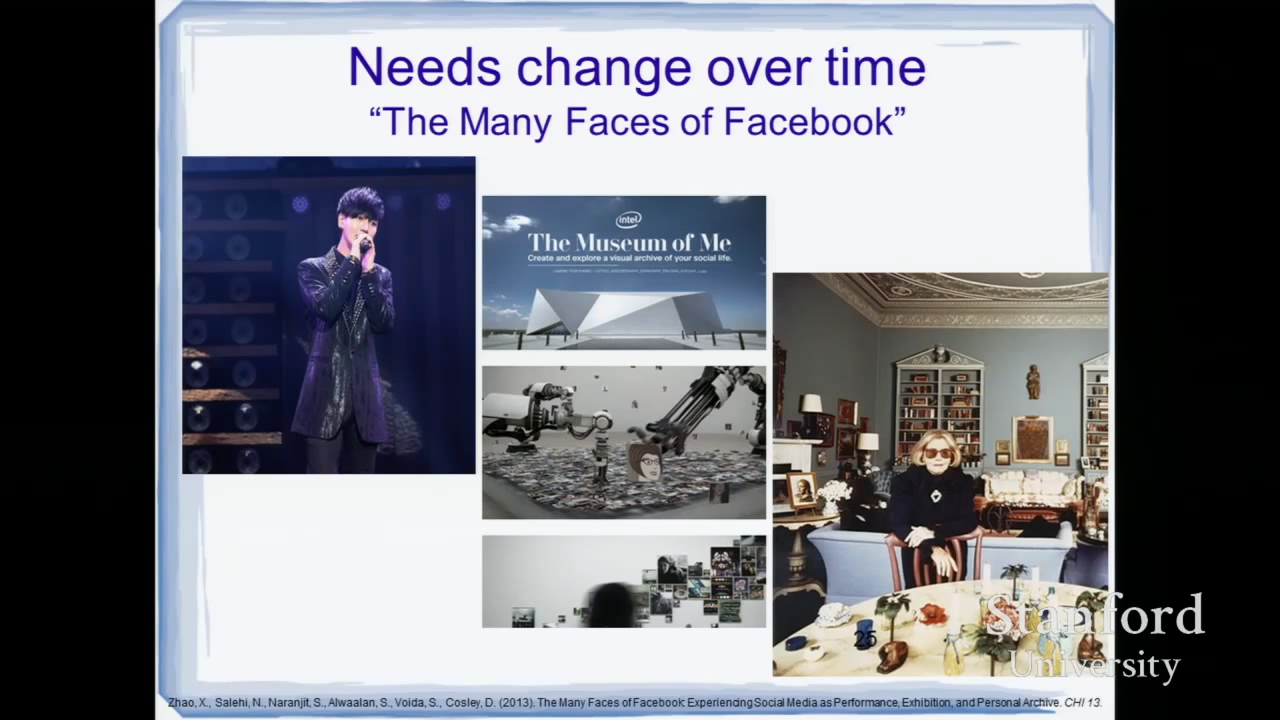 Needs change over time
“The Many Faces of Facebook”
intel
The Museum of Me
Create and explore a visual archive of your social life.
25
Stanford
University
Zhao, X., Salehi, N., Naranjit, S., Alwaalan, S., Voida, S., Cosley, D. (2013). The Many Faces of Facebook: Experiencing Social Media as Performance, Exhibition, and Personal Archive. CHI 13.